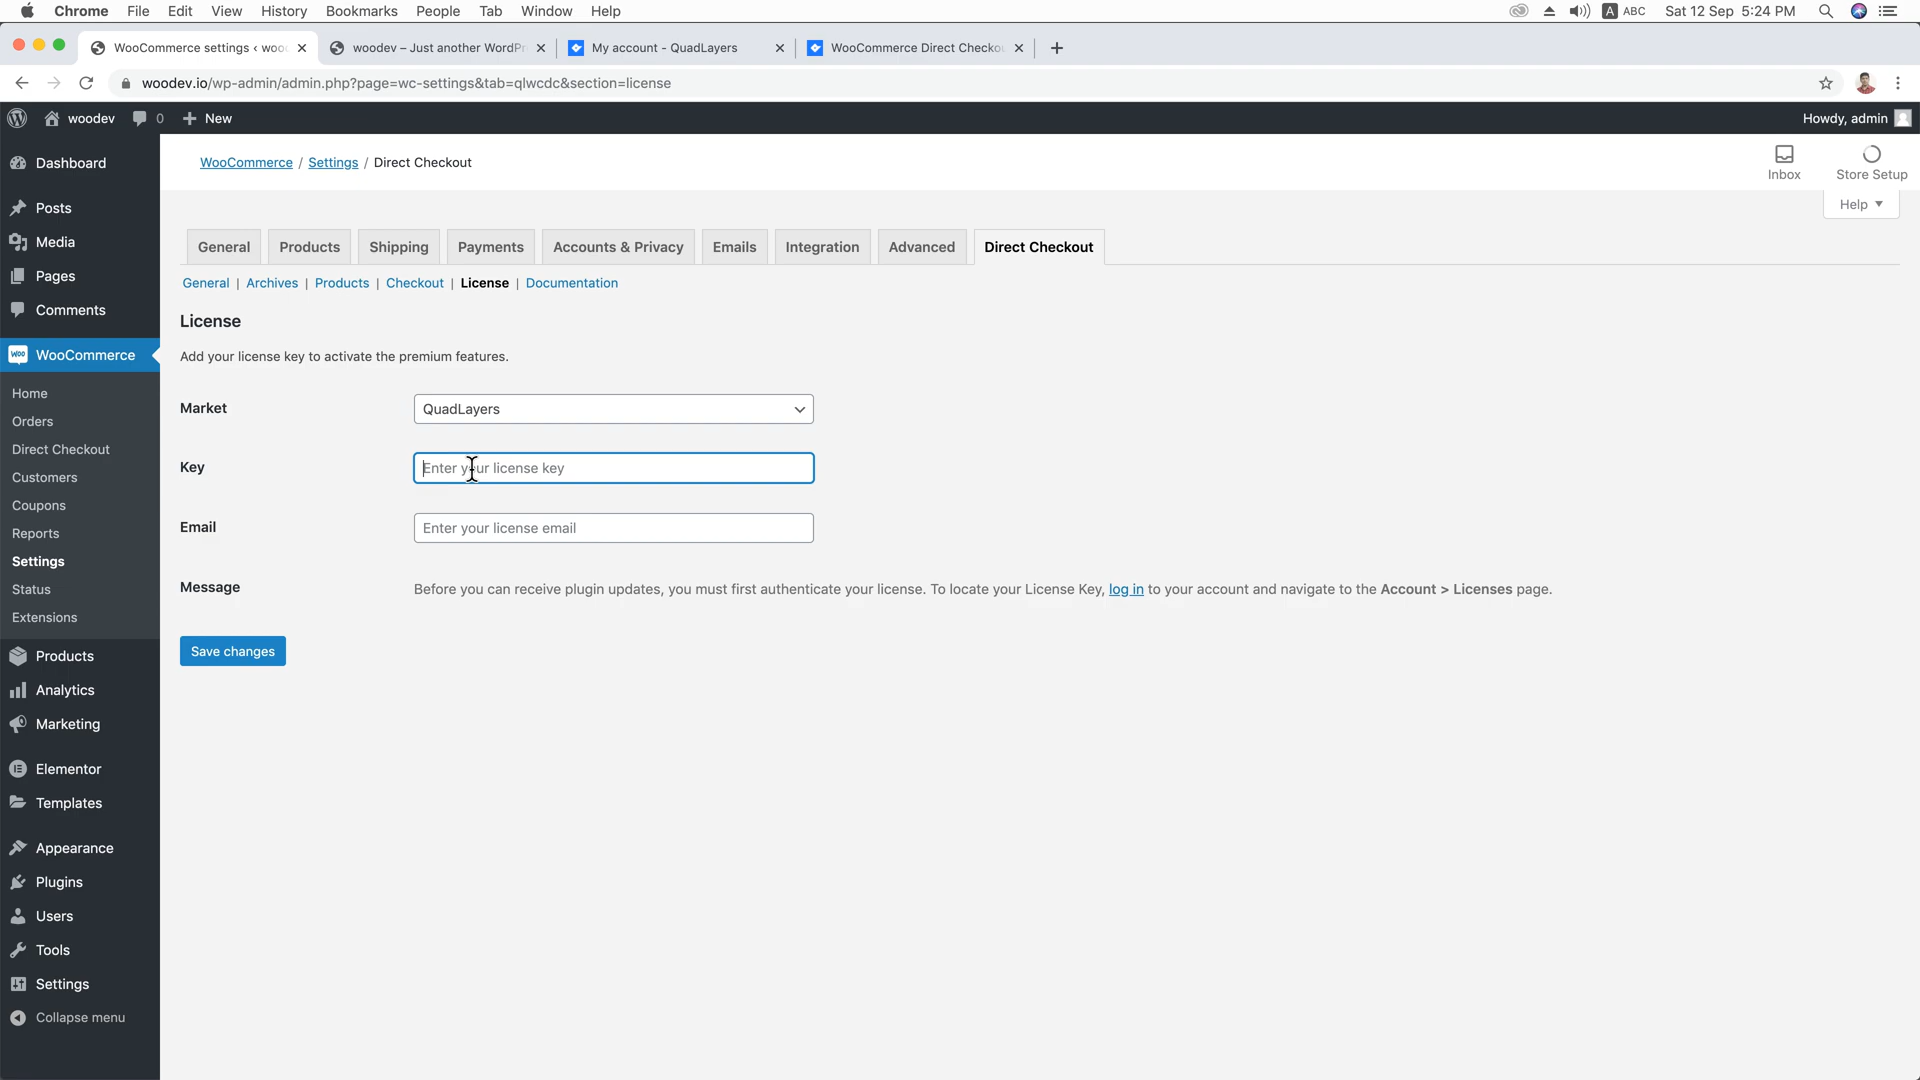 Chrome File Edit View History Bookmarks People Tab Window Help A ABC Sat 12 Sep 5:24 PM
WooCommerce settings ‹ woo woodev – Just another WordPr My account - QuadLayers WooCommerce Direct Checkou
woodev.io/wp-admin/admin.php?page=wc-settings&tab=qlwcdc&section=license
woodev 0 New Howdy, admin
WooCommerce / Settings / Direct Checkout
Inbox
Store Setup
Help
Dashboard
Posts
Media
Pages
Comments
Woo WooCommerce
Home
Orders
Direct Checkout
Customers
Coupons
Reports
Settings
Status
Extensions
Products
Analytics
Marketing
Elementor
Templates
Appearance
Plugins
Users
Tools
Settings
Collapse menu
General Products Shipping Payments Accounts & Privacy Emails Integration Advanced Direct Checkout
General | Archives | Products | Checkout | License | Documentation
License
Add your license key to activate the premium features.
Market QuadLayers
Key Enter your license key
Email Enter your license email
Message Before you can receive plugin updates, you must first authenticate your license. To locate your License Key, log in to your account and navigate to the Account > Licenses page.
Save changes